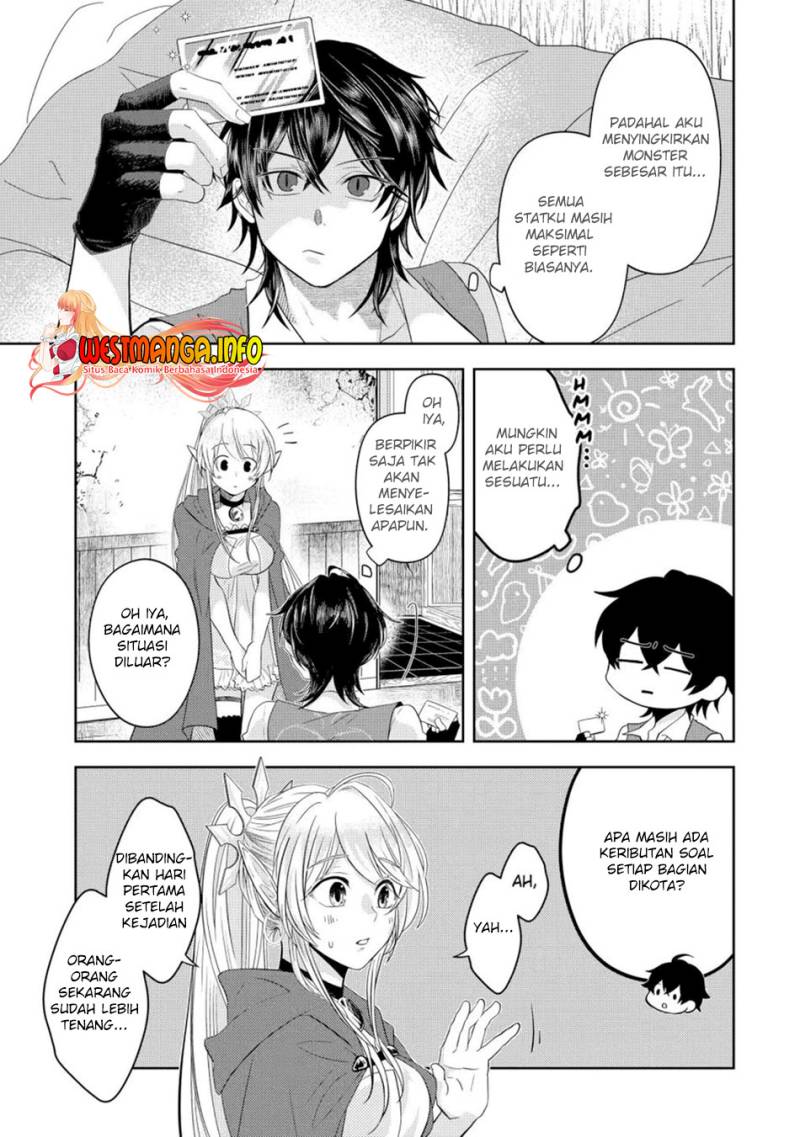 PADAHAL AKU
MENYINGKIRKAN
MONSTER
SEBESAR ITU...
SEMUA
STATKU MASIH
MAKSIMAL
SEPERTI
BIASANYA.
WESTMANGA.INFO
Situs Baca Komik Berbahasa Indonesia
HMMM...
MUNGKIN
AKU PERLU
MELAKUKAN
SESUATU...
OH
IYA,
BERPIKIR
SAJA TAK
AKAN
MENYE-
LESAIKAN
APAPUN.
OH IYA,
BAGAIMANA
SITUASI
DILUAR?
APA MASIH ADA
KERIBUTAN SOAL
SETIAP BAGIAN
DIKOTA?
AH,
YAH...
DIBANDING-
KAN HARI
PERTAMA
SETELAH
KEJADIAN
ORANG-
ORANG
SEKARANG
SUDAH LEBIH
TENANG...